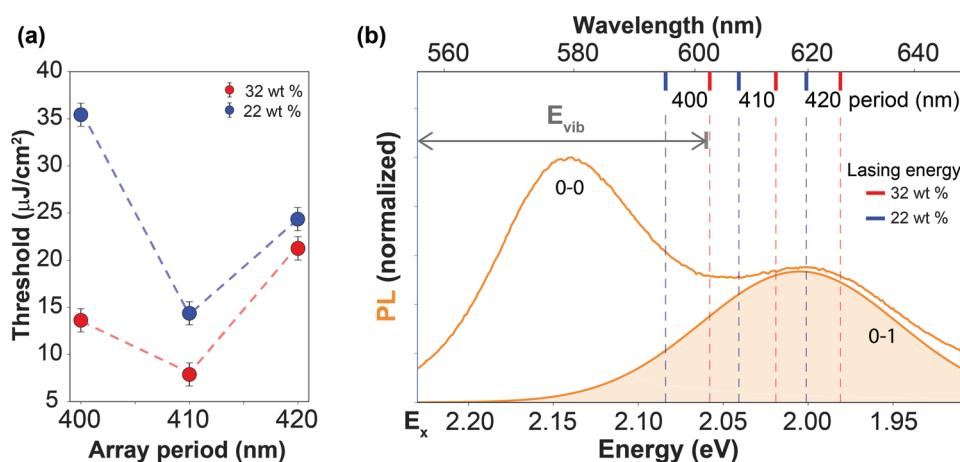 (a)
40
35
30
25
20
15
10
5
Threshold (μJ/cm²)
32 wt %
22 wt %
400 410 420
Array period (nm)
(b)
Wavelength (nm)
560 580 600 620 640
400 410 420 period (nm)
E_vib
0-0
Lasing energy
32 wt %
22 wt %
0-1
PL (normalized)
E_x 2.20 2.15 2.10 2.05 2.00 1.95
Energy (eV)